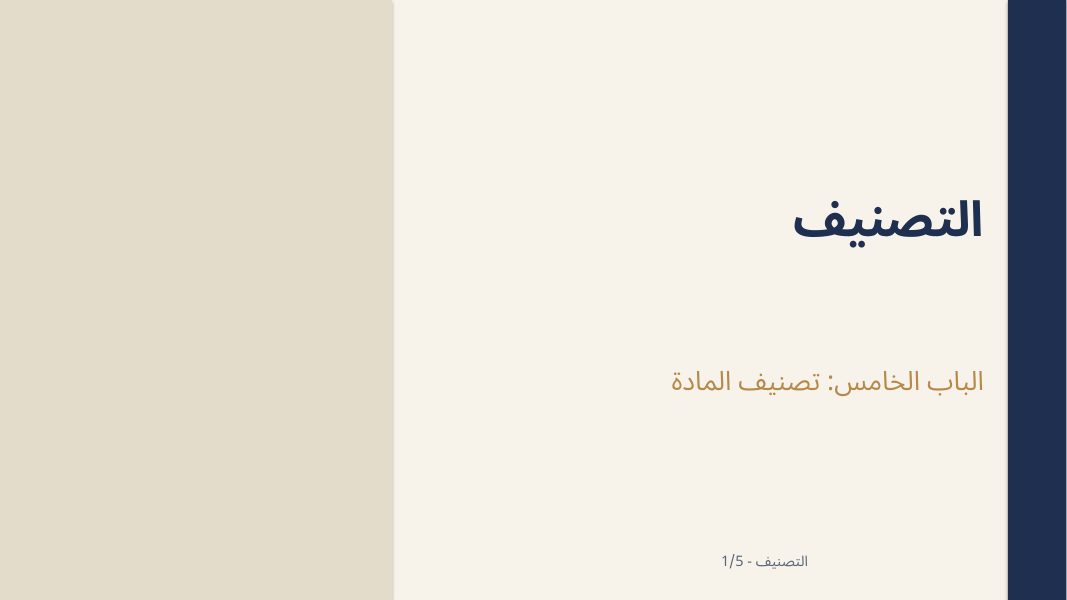 التصنيف
الباب الخامس: تصنيف المادة
التصنيف - 1/5